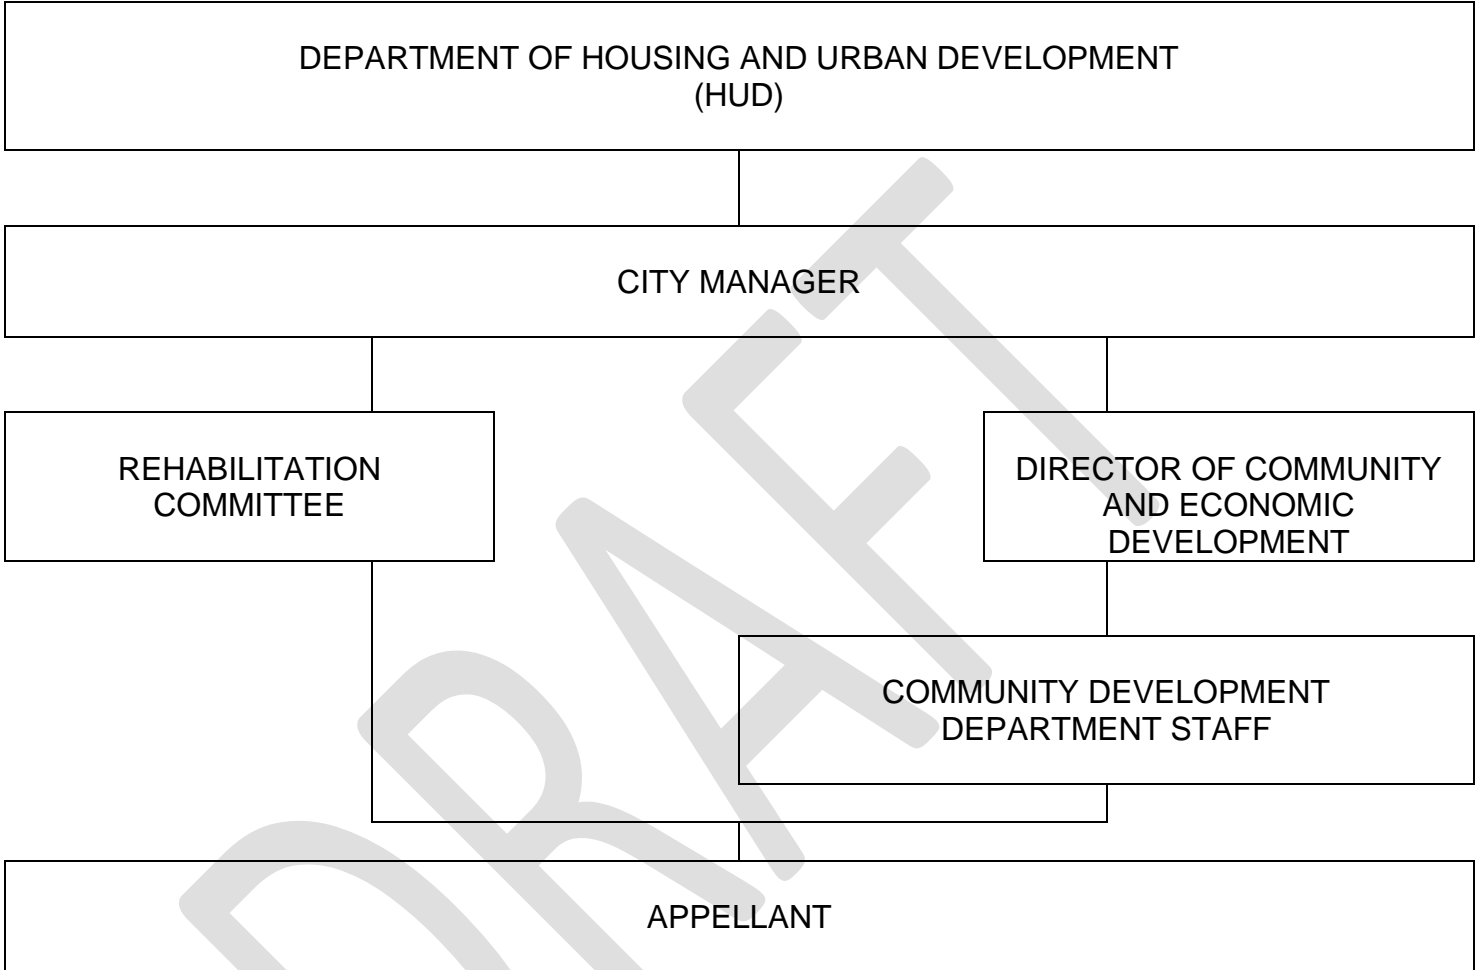 DEPARTMENT OF HOUSING AND URBAN DEVELOPMENT
(HUD)
CITY MANAGER
REHABILITATION
COMMITTEE
DIRECTOR OF COMMUNITY
AND ECONOMIC
DEVELOPMENT
COMMUNITY DEVELOPMENT
DEPARTMENT STAFF
APPELLANT
DRAFT